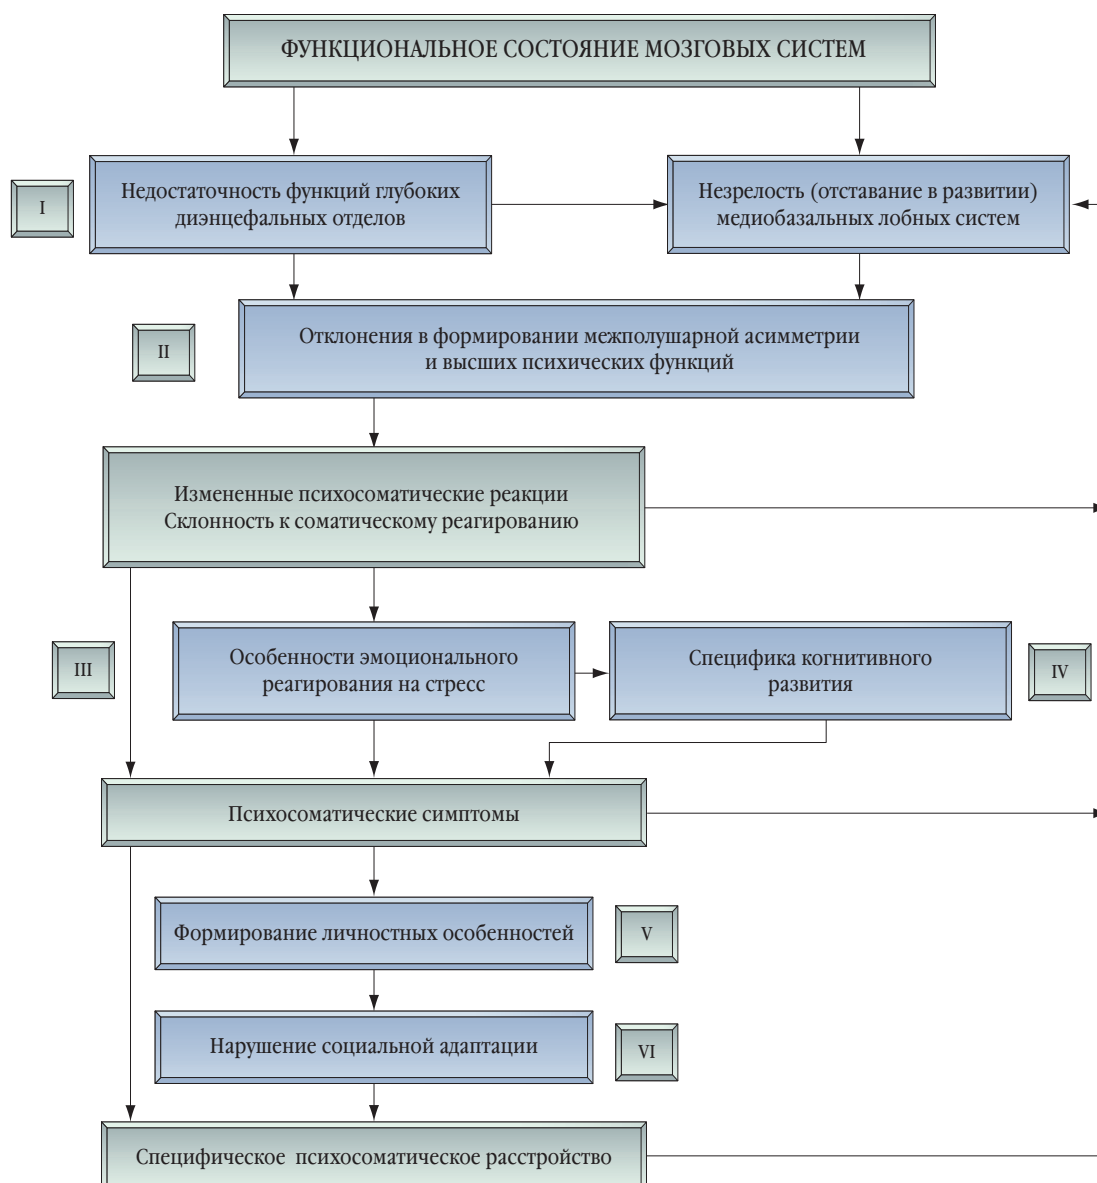 ФУНКЦИОНАЛЬНОЕ СОСТОЯНИЕ МОЗГОВЫХ СИСТЕМ
I
Недостаточность функций глубоких
диэнцефальных отделов
Незрелость (отставание в развитии)
медиобазальных лобных систем
II
Отклонения в формировании межполушарной асимметрии
и высших психических функций
Измененные психосоматические реакции
Склонность к соматическому реагированию
III
Особенности эмоционального
реагирования на стресс
Специфика когнитивного
развития
IV
Психосоматические симптомы
Формирование личностных особенностей
V
Нарушение социальной адаптации
VI
Специфическое психосоматическое расстройство